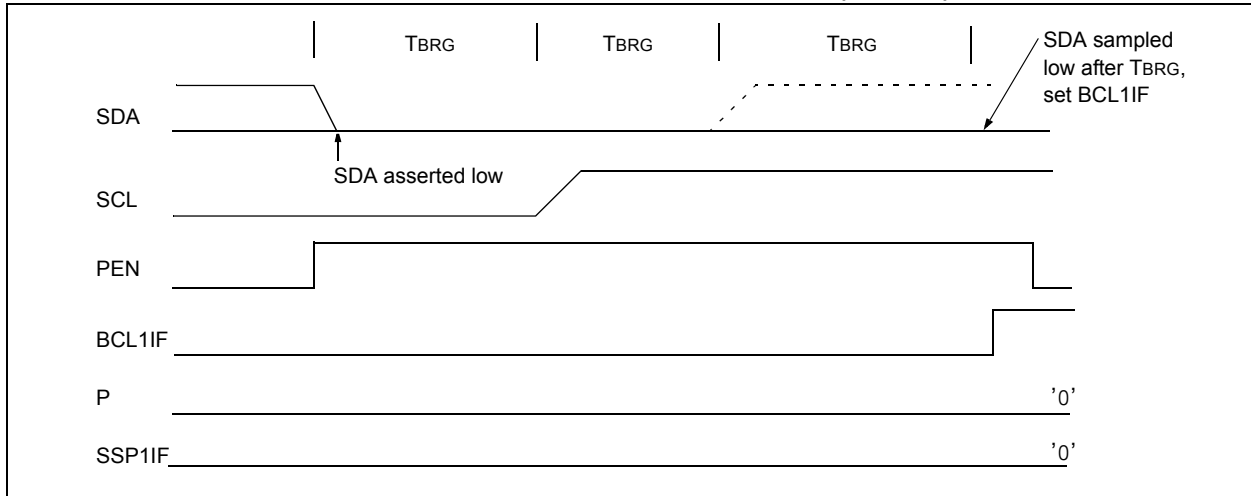 TBRG TBRG TBRG
SDA sampled
low after TBRG,
set BCL1IF
SDA
SDA asserted low
SCL
PEN
BCL1IF
P '0'
SSP1IF '0'